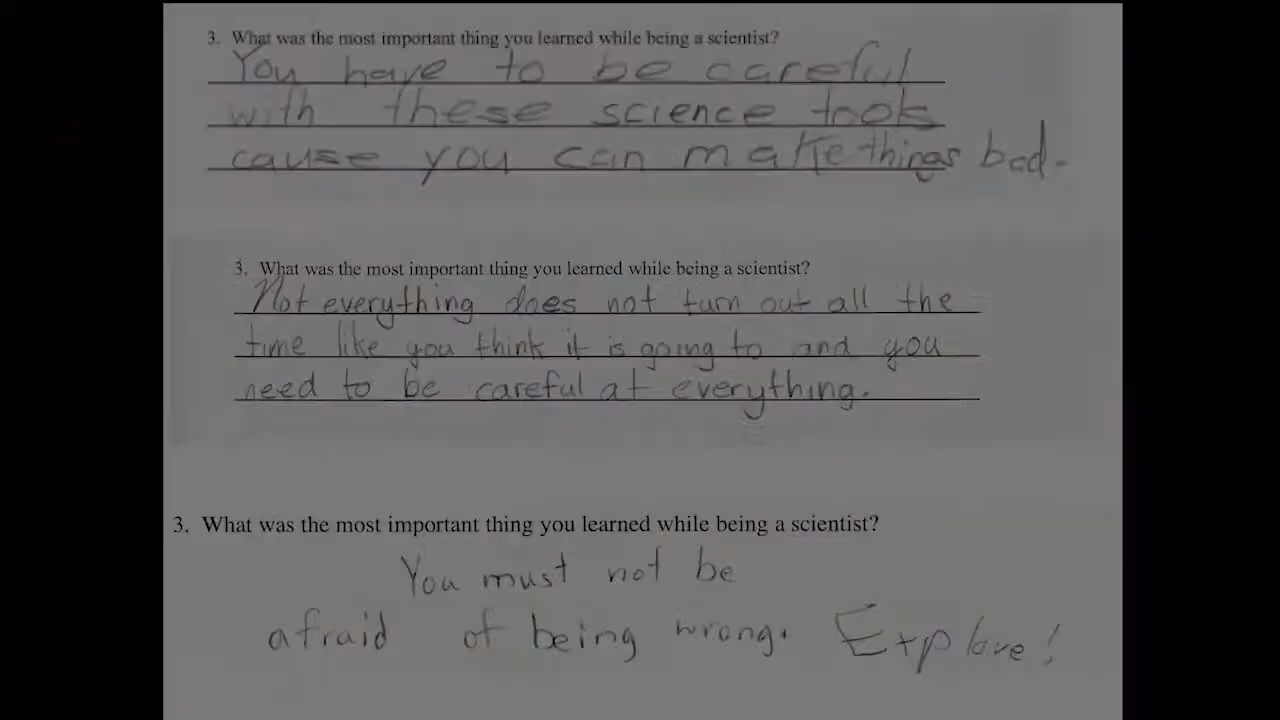 3. What was the most important thing you learned while being a scientist?
You have to be careful
with these science tools
cause you can make things bad.
3. What was the most important thing you learned while being a scientist?
Not everything does not turn out all the
time like you think it is going to and you
need to be careful at everything.
3. What was the most important thing you learned while being a scientist?
You must not be
afraid of being wrong. Explore!